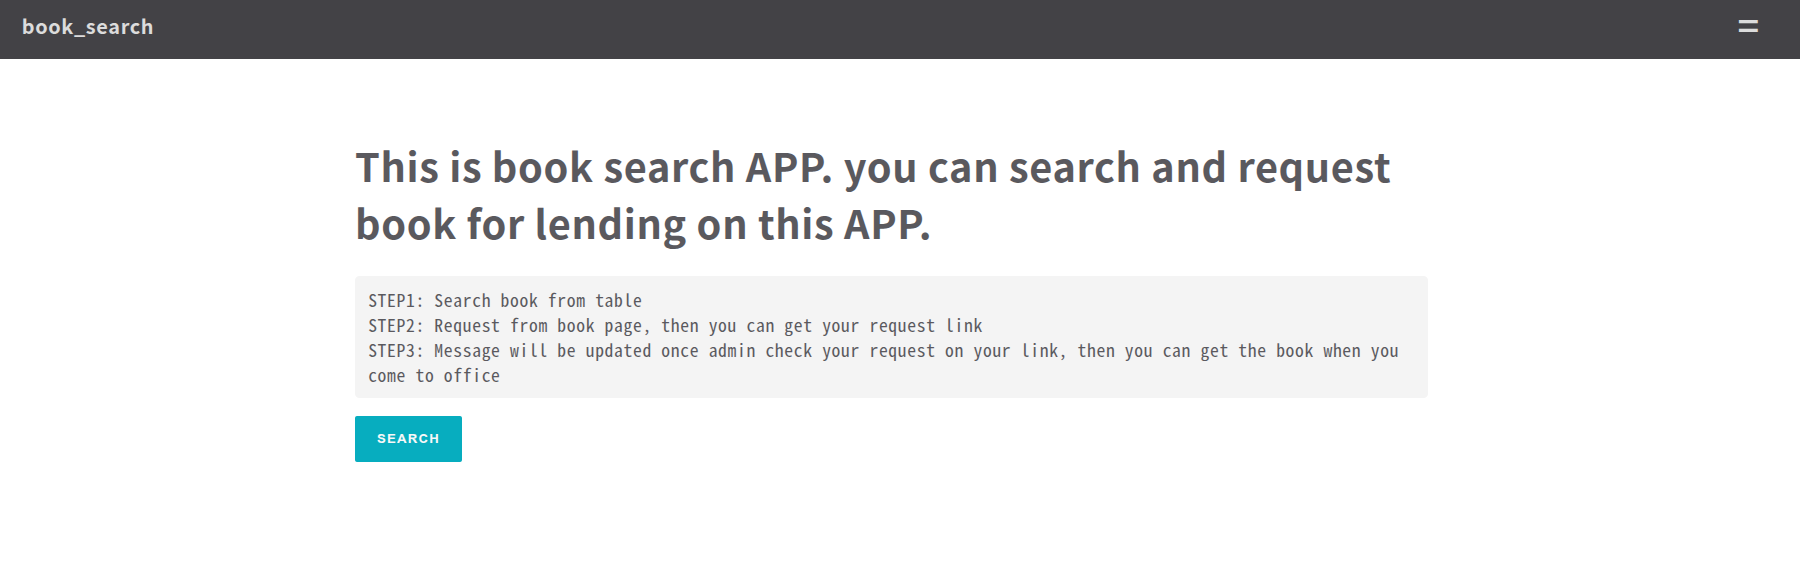 book_search
This is book search APP. you can search and request
book for lending on this APP.
STEP1: Search book from table
STEP2: Request from book page, then you can get your request link
STEP3: Message will be updated once admin check your request on your link, then you can get the book when you
come to office
SEARCH